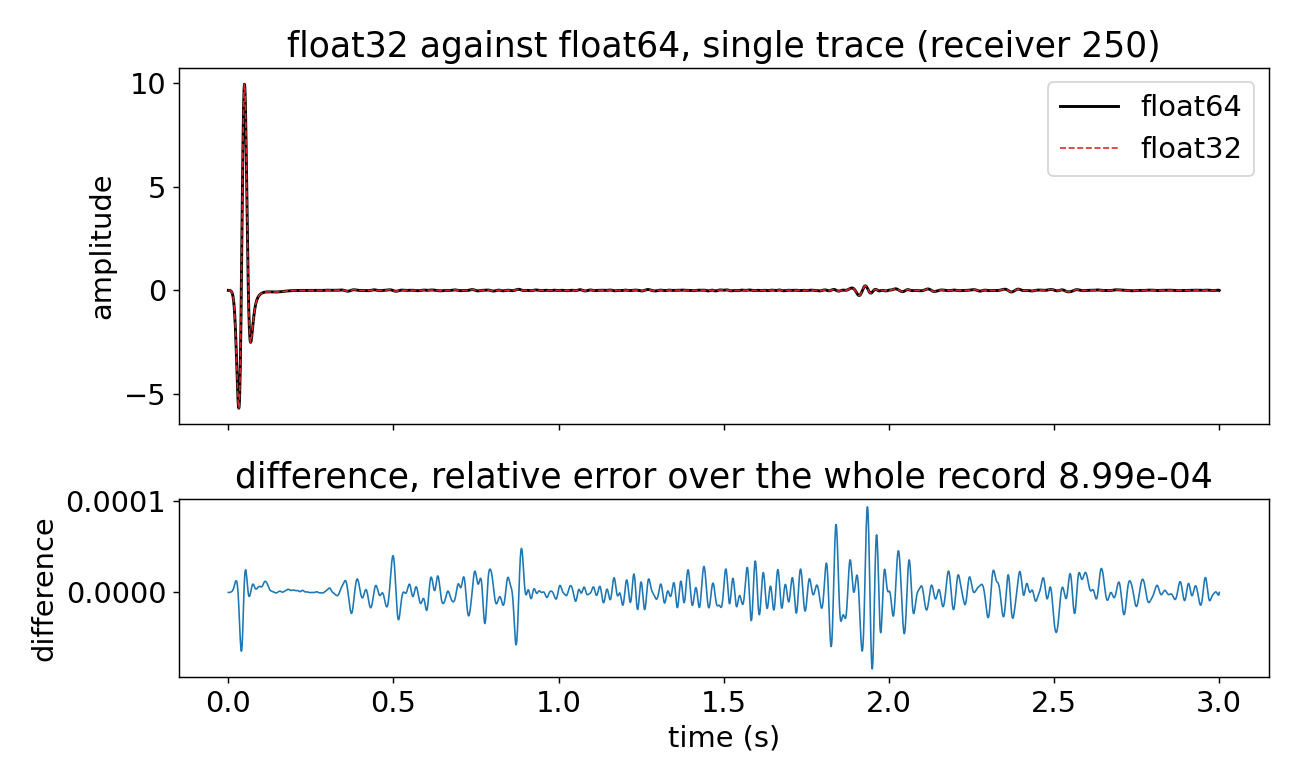 float32 against float64, single trace (receiver 250)
10
5
0
−5
amplitude
float64
float32
difference, relative error over the whole record 8.99e-04
0.0001
0.0000
difference
0.0 0.5 1.0 1.5 2.0 2.5 3.0
time (s)